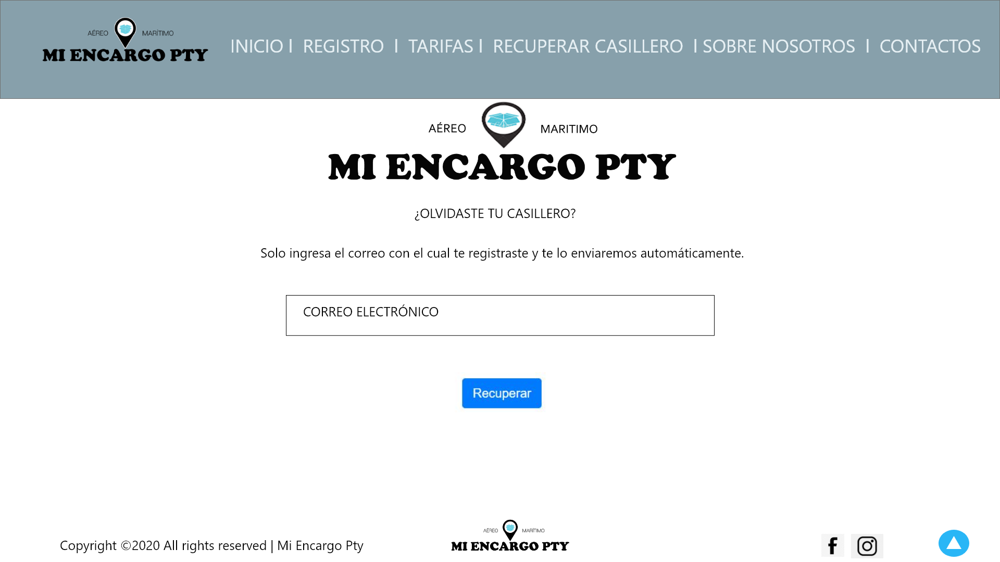 AÉREO MARÍTIMO
MI ENCARGO PTY
INICIO l REGISTRO l TARIFAS l RECUPERAR CASILLERO l SOBRE NOSOTROS l CONTACTOS
AÉREO MARITIMO
MI ENCARGO PTY
¿OLVIDASTE TU CASILLERO?
Solo ingresa el correo con el cual te registraste y te lo enviaremos automáticamente.
CORREO ELECTRÓNICO
Recuperar
AÉREO MARÍTIMO
MI ENCARGO PTY
Copyright ©2020 All rights reserved | Mi Encargo Pty